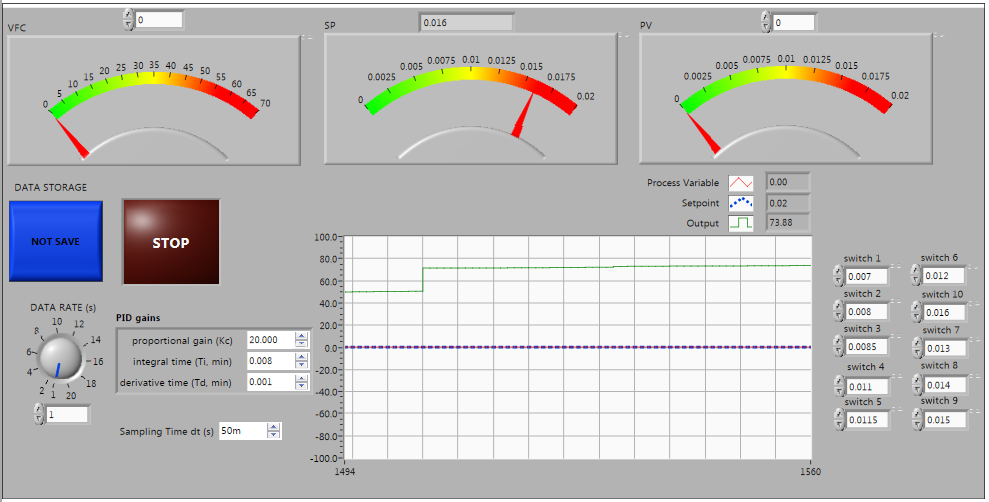 VFC
0
0 5 10 15 20 25 30 35 40 45 50 55 60 65 70
SP
0.016
0 0.0025 0.005 0.0075 0.01 0.0125 0.015 0.0175 0.02
PV
0
0 0.0025 0.005 0.0075 0.01 0.0125 0.015 0.0175 0.02
DATA STORAGE
NOT SAVE
STOP
Process Variable 0.00
Setpoint 0.02
Output 73.88
DATA RATE (s)
1 2 4 6 8 10 12 14 16 18 20
1
PID gains
proportional gain (Kc) 20.000
integral time (Ti, min) 0.008
derivative time (Td, min) 0.001
Sampling Time dt (s) 50m
100.0
80.0
60.0
40.0
20.0
0.0
-20.0
-40.0
-60.0
-80.0
-100.0
1494 1560
switch 1 switch 6
0.007 0.012
switch 2 switch 10
0.008 0.016
switch 3 switch 7
0.0085 0.013
switch 4 switch 8
0.011 0.014
switch 5 switch 9
0.0115 0.015